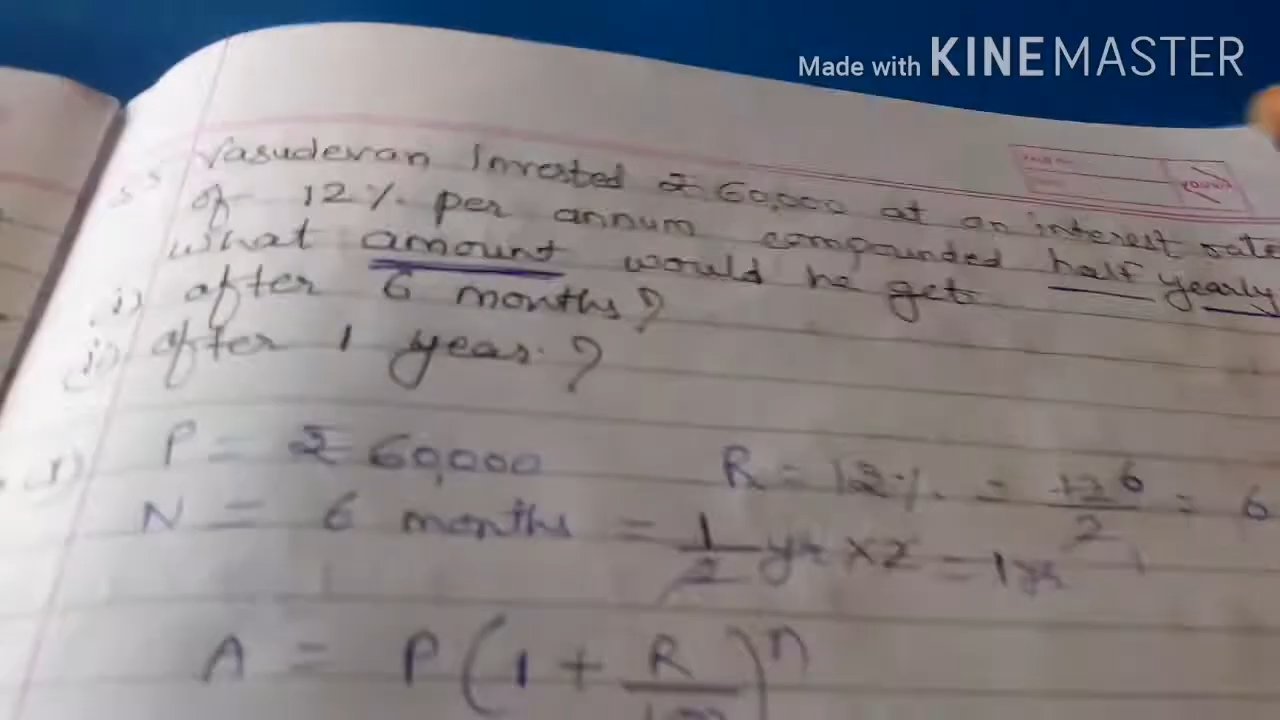 Made with KINEMASTER
Vasudevan Invested ₹ 60,000 at an interest rate
of 12% per annum compounded half yearly
What amount would he get
i) after 6 months?
ii) after 1 year?
i) P = ₹ 60,000 R = 12% = 12 6/2 = 6
N = 6 months = 1/2 yr x 2 = 1 yr
A = P(1 + R/100)^n